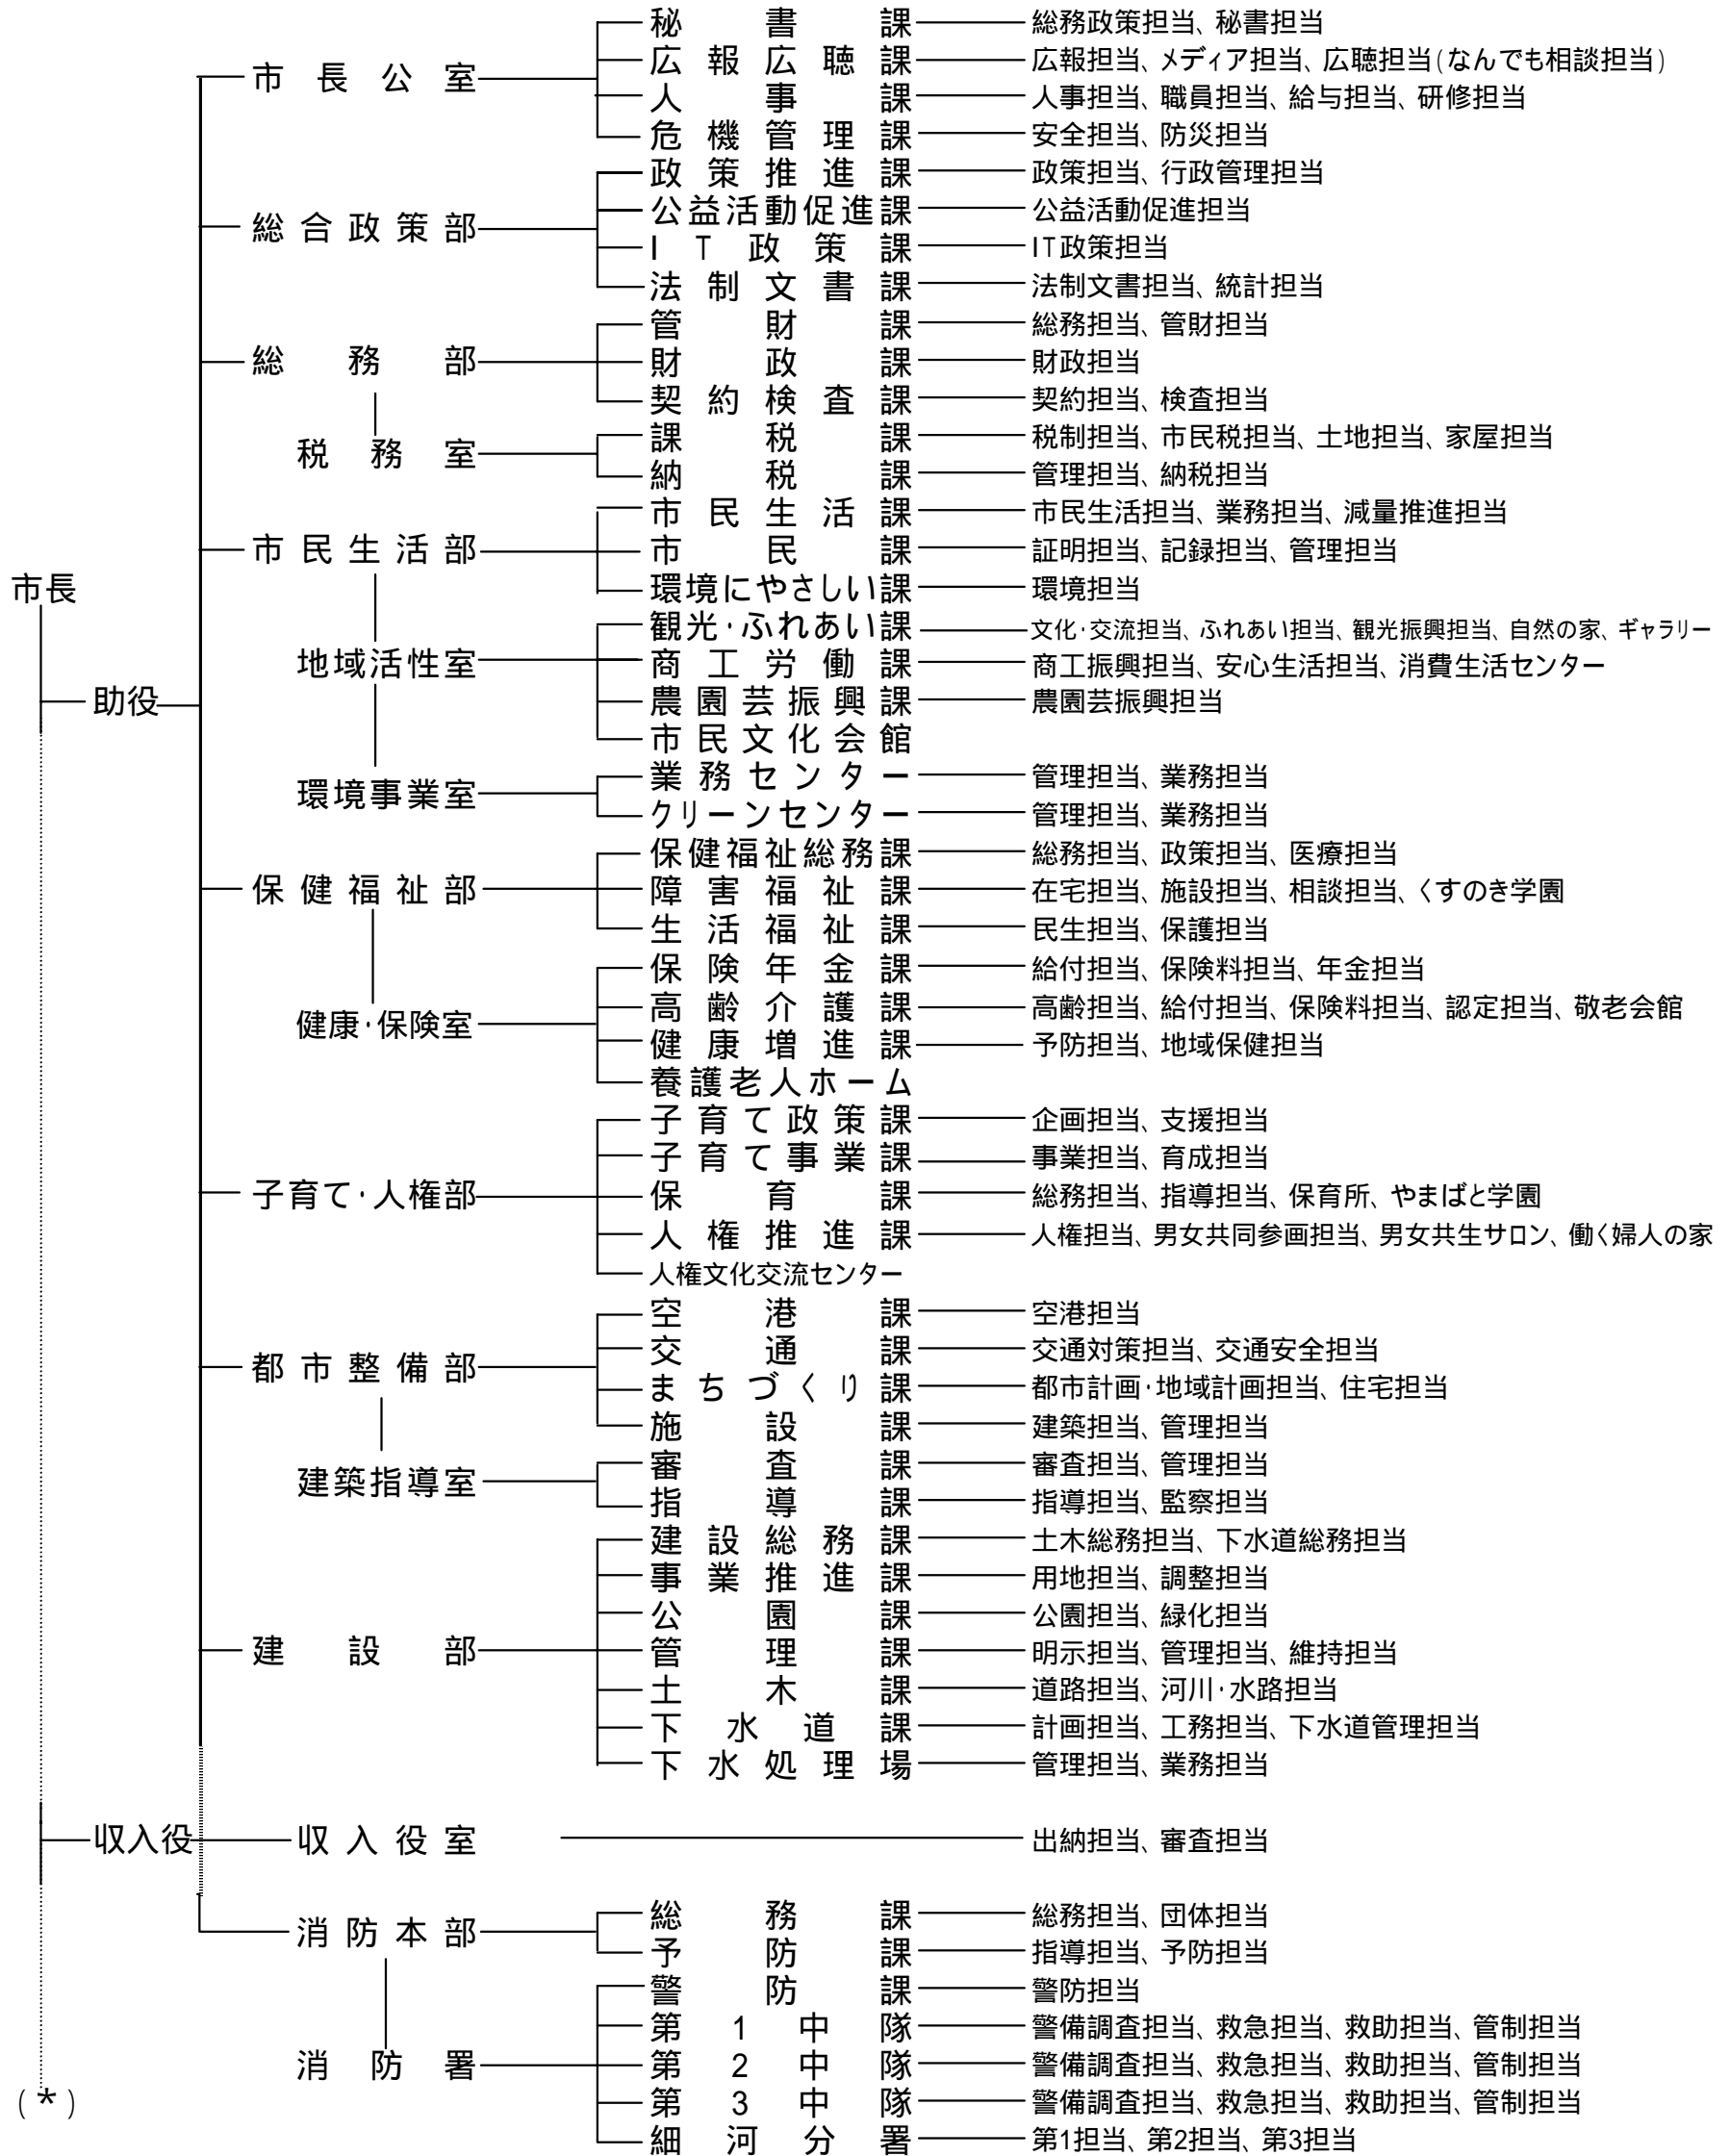 秘書課 総務政策担当、秘書担当
広報広聴課 広報担当、メディア担当、広聴担当(なんでも相談担当)
市長公室
人事課 人事担当、職員担当、給与担当、研修担当
危機管理課 安全担当、防災担当
政策推進課 政策担当、行政管理担当
公益活動促進課 公益活動促進担当
総合政策部
IT政策課 IT政策担当
法制文書課 法制文書担当、統計担当
管財課 総務担当、管財担当
総務部 財政課 財政担当
契約検査課 契約担当、検査担当
課税課 税制担当、市民税担当、土地担当、家屋担当
税務室
納税課 管理担当、納税担当
市民生活課 市民生活担当、業務担当、減量推進担当
市民生活部 市民課 証明担当、記録担当、管理担当
市長 環境にやさしい課 環境担当
観光・ふれあい課 文化・交流担当、ふれあい担当、観光振興担当、自然の家、ギャラリー
地域活性室 商工労働課 商工振興担当、安心生活担当、消費生活センター
助役 農園芸振興課 農園芸振興担当
市民文化会館
業務センター 管理担当、業務担当
環境事業室
クリーンセンター 管理担当、業務担当
保健福祉総務課 総務担当、政策担当、医療担当
保健福祉部 障害福祉課 在宅担当、施設担当、相談担当、くすのき学園
生活福祉課 民生担当、保護担当
保険年金課 給付担当、保険料担当、年金担当
高齢介護課 高齢担当、給付担当、保険料担当、認定担当、敬老会館
健康・保険室
健康増進課 予防担当、地域保健担当
養護老人ホーム
子育て政策課 企画担当、支援担当
子育て事業課 事業担当、育成担当
子育て・人権部 保育課 総務担当、指導担当、保育所、やまばと学園
人権推進課 人権担当、男女共同参画担当、男女共生サロン、働く婦人の家
人権文化交流センター
空港課 空港担当
交通課 交通対策担当、交通安全担当
都市整備部
まちづくり課 都市計画・地域計画担当、住宅担当
施設課 建築担当、管理担当
審査課 審査担当、管理担当
建築指導室
指導課 指導担当、監察担当
建設総務課 土木総務担当、下水道総務担当
事業推進課 用地担当、調整担当
公園課 公園担当、緑化担当
建設部 管理課 明示担当、管理担当、維持担当
土木課 道路担当、河川・水路担当
下水道課 計画担当、工務担当、下水道管理担当
下水処理場 管理担当、業務担当
収入役 収入役室 出納担当、審査担当
総務課 総務担当、団体担当
消防本部
予防課 指導担当、予防担当
警防課 警防担当
第1中隊 警備調査担当、救急担当、救助担当、管制担当
消防署 第2中隊 警備調査担当、救急担当、救助担当、管制担当
(*) 第3中隊 警備調査担当、救急担当、救助担当、管制担当
細河分署 第1担当、第2担当、第3担当